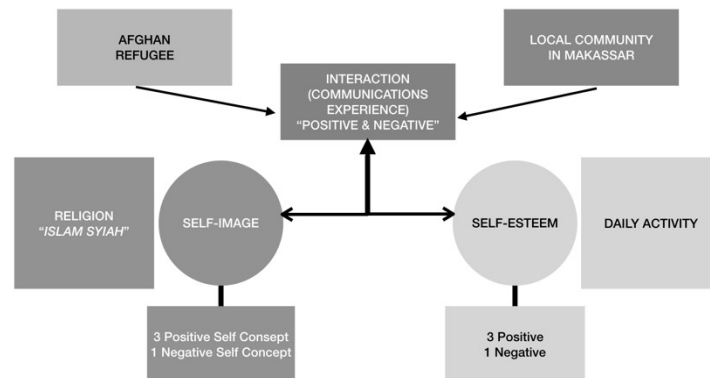 AFGHAN
REFUGEE
LOCAL COMMUNITY
IN MAKASSAR
INTERACTION
(COMMUNICATIONS
EXPERIENCE)
“POSITIVE & NEGATIVE”
RELIGION
“ISLAM SYIAH”
SELF-IMAGE
SELF-ESTEEM
DAILY ACTIVITY
3 Positive Self Consept
1 Negative Self Concept
3 Positive
1 Negative